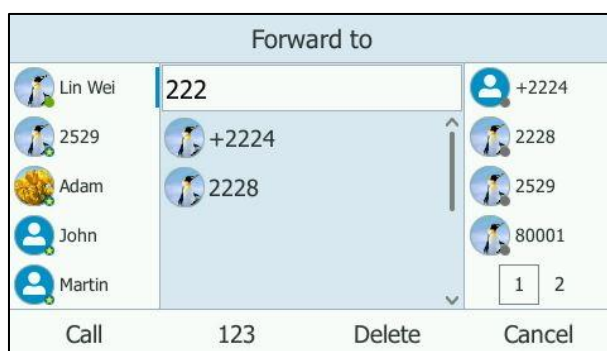 Forward to
Lin Wei
2529
Adam
John
Martin
222
+2224
2228
+2224
2228
2529
80001
1 2
Call 123 Delete Cancel